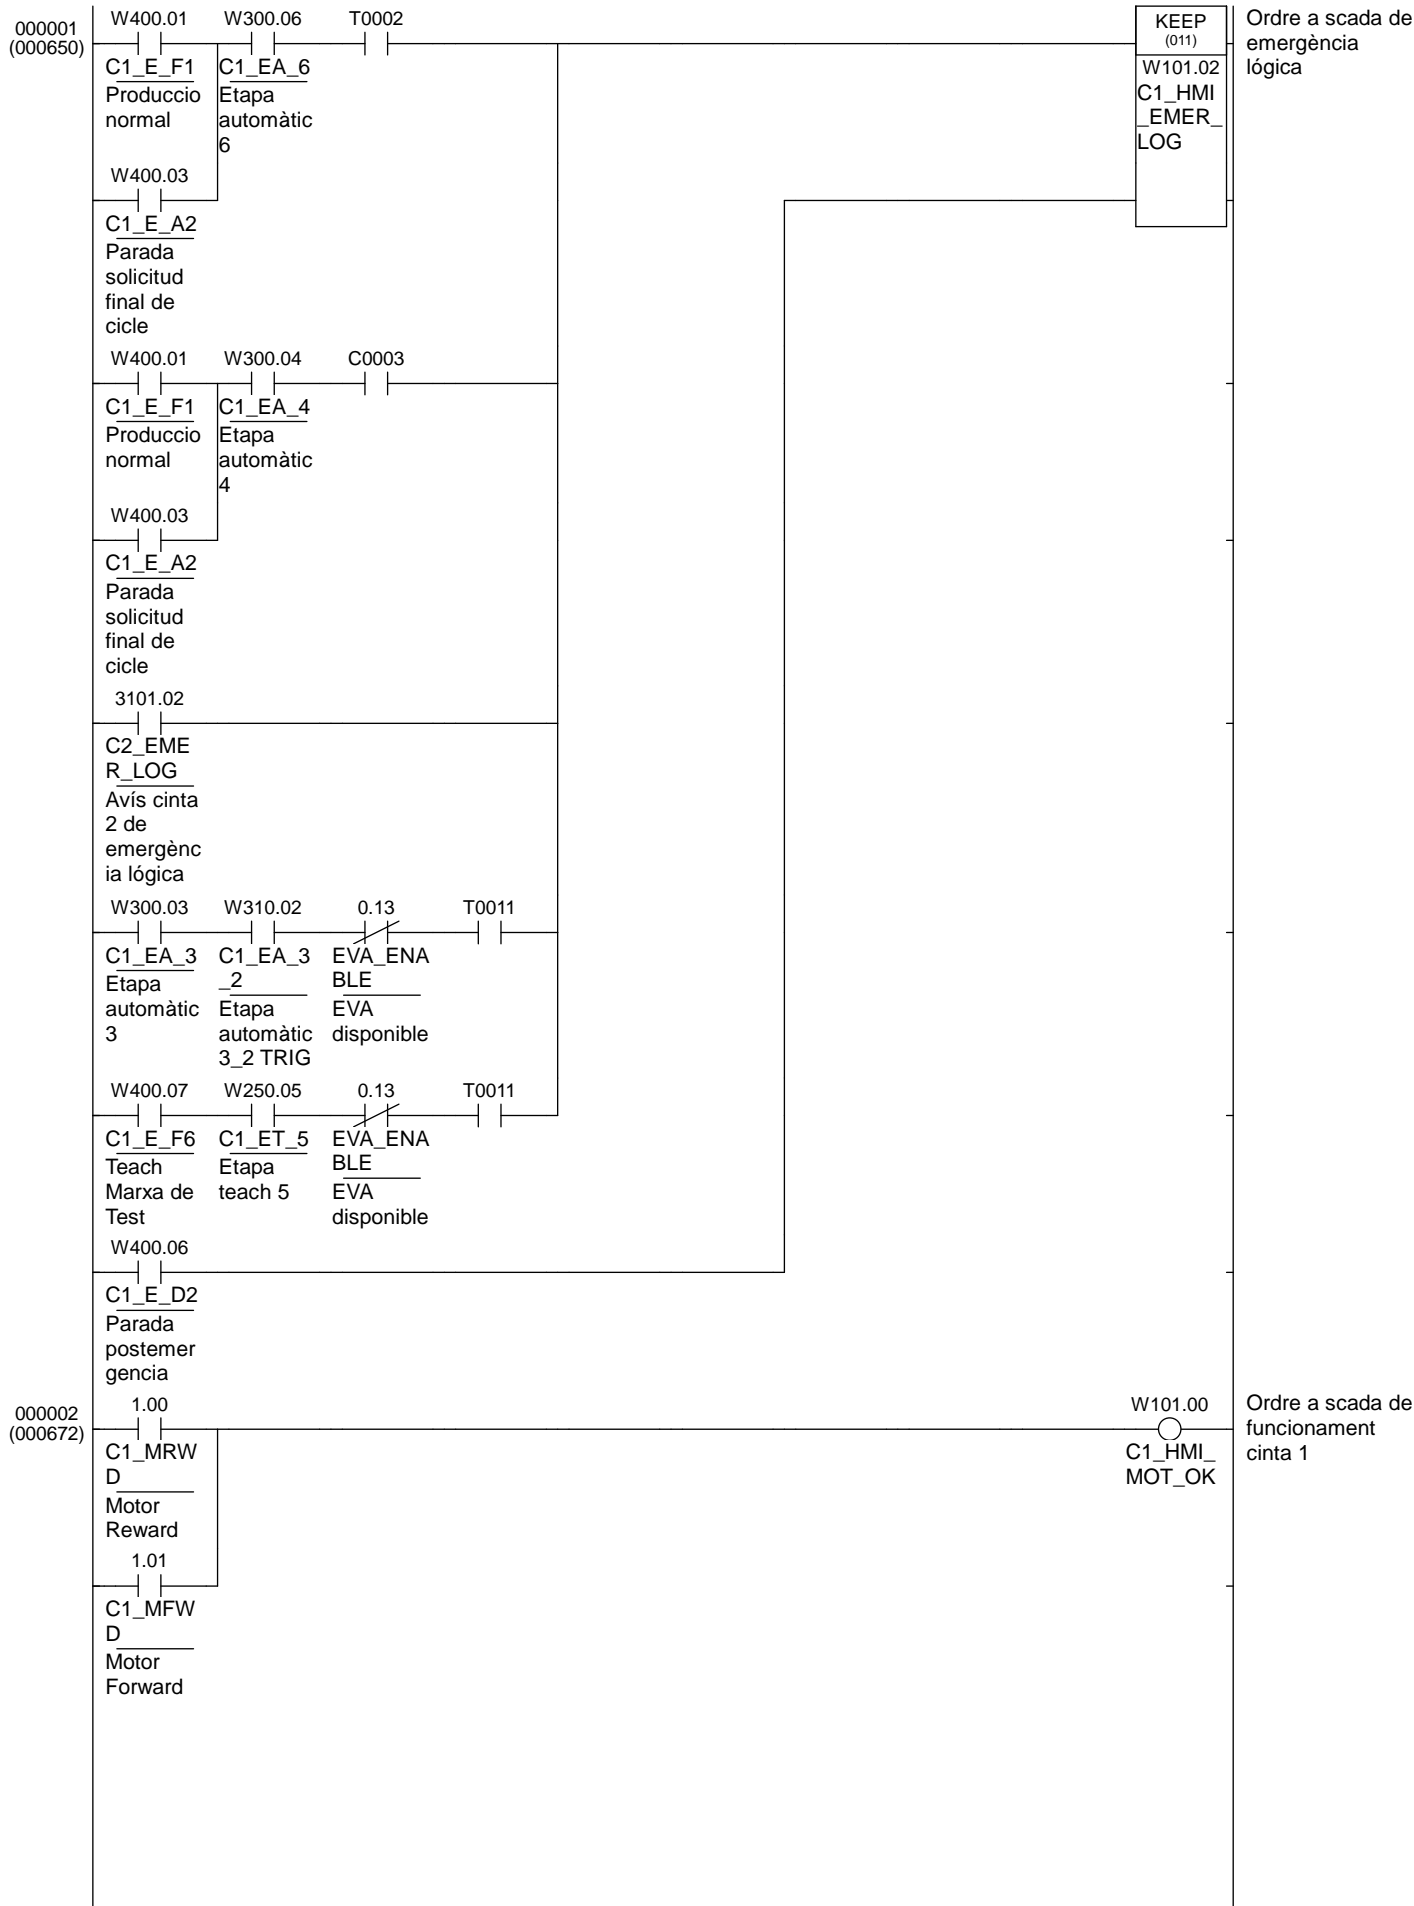 000001
(000650)
W400.01 W300.06 T0002
KEEP
(011)
W101.02
C1_HMI
_EMER_
LOG
Ordre a scada de
emergència
lógica
C1_E_F1 C1_EA_6
Produccio Etapa
normal automàtic
6
W400.03
C1_E_A2
Parada
solicitud
final de
cicle
W400.01 W300.04 C0003
C1_E_F1 C1_EA_4
Produccio Etapa
normal automàtic
4
W400.03
C1_E_A2
Parada
solicitud
final de
cicle
3101.02
C2_EME
R_LOG
Avís cinta
2 de
emergènc
ia lógica
W300.03 W310.02 0.13 T0011
C1_EA_3 C1_EA_3 EVA_ENA
_2 BLE
Etapa Etapa EVA
automàtic automàtic disponible
3 3_2 TRIG
W400.07 W250.05 0.13 T0011
C1_E_F6 C1_ET_5 EVA_ENA
BLE
Teach Etapa EVA
Marxa de teach 5 disponible
Test
W400.06
C1_E_D2
Parada
postemer
gencia
000002
(000672)
1.00
W101.00
C1_HMI_
MOT_OK
Ordre a scada de
funcionament
cinta 1
C1_MRW
D
Motor
Reward
1.01
C1_MFW
D
Motor
Forward